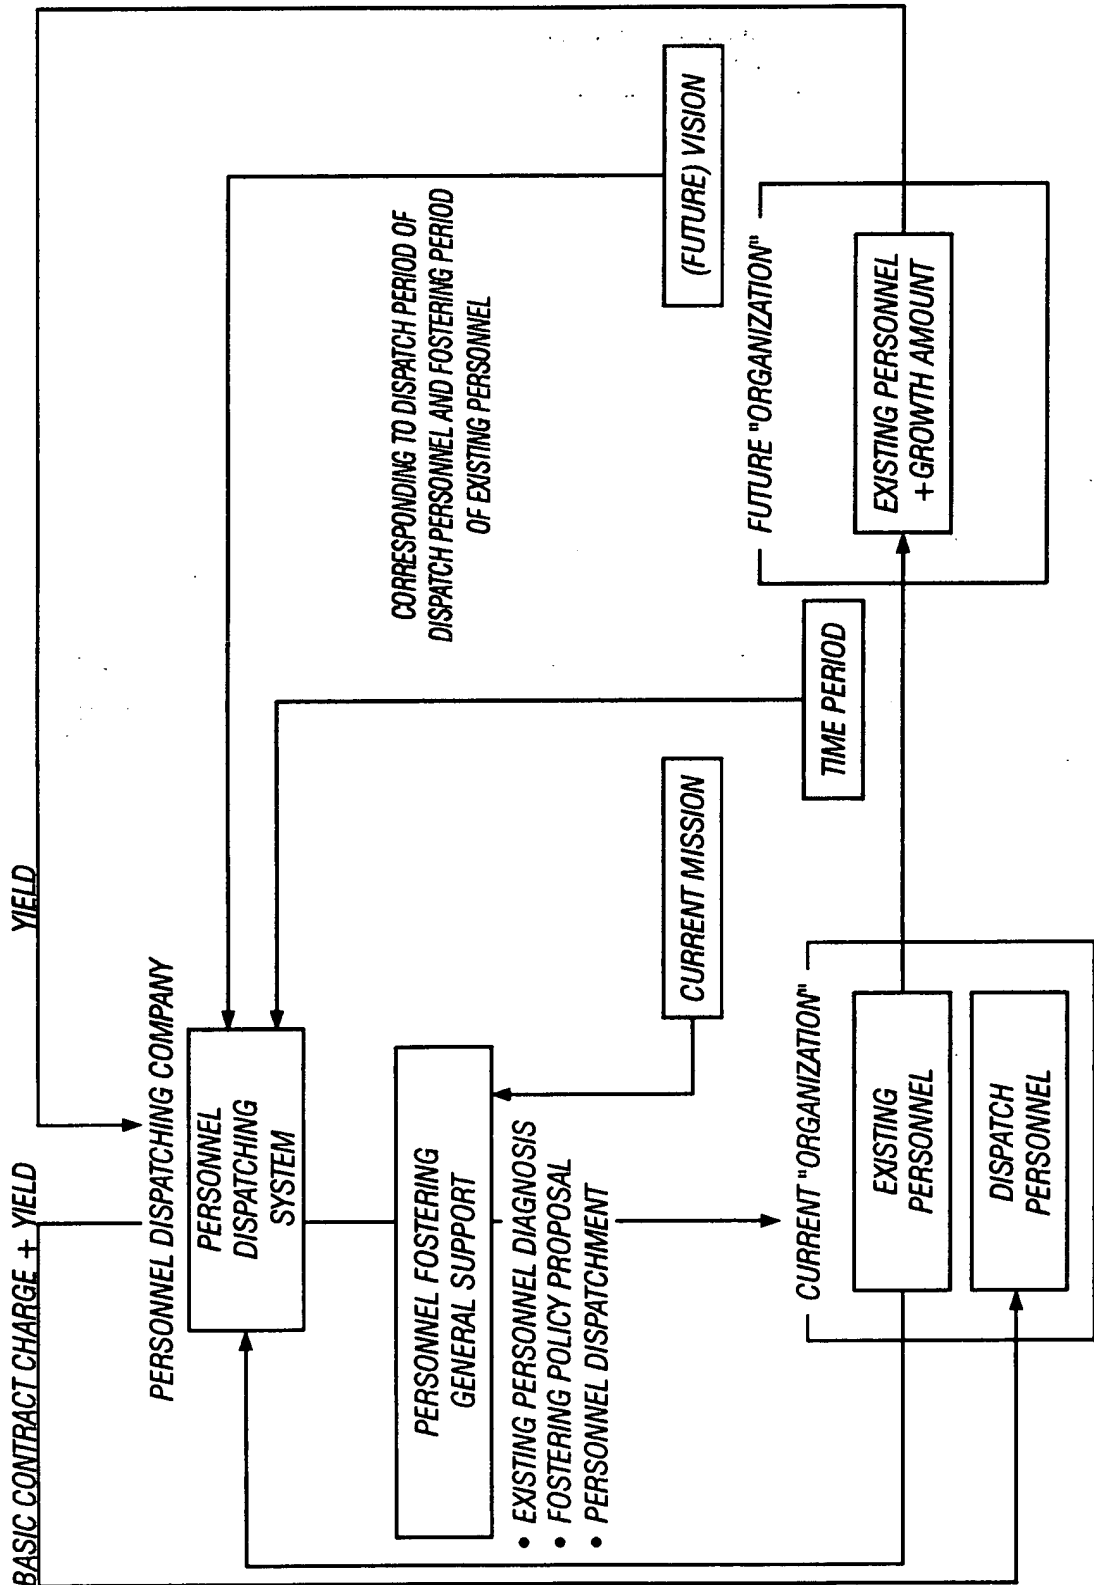 BASIC CONTRACT CHARGE + YIELD
YIELD
PERSONNEL DISPATCHING COMPANY
PERSONNEL
DISPATCHING
SYSTEM
PERSONNEL FOSTERING
GENERAL SUPPORT
• EXISTING PERSONNEL DIAGNOSIS
• FOSTERING POLICY PROPOSAL
• PERSONNEL DISPATCHMENT
CORRESPONDING TO DISPATCH PERIOD OF
DISPATCH PERSONNEL AND FOSTERING PERIOD
OF EXISTING PERSONNEL
CURRENT MISSION
(FUTURE) VISION
TIME PERIOD
CURRENT "ORGANIZATION"
EXISTING
PERSONNEL
DISPATCH
PERSONNEL
FUTURE "ORGANIZATION"
EXISTING PERSONNEL
+GROWTH AMOUNT